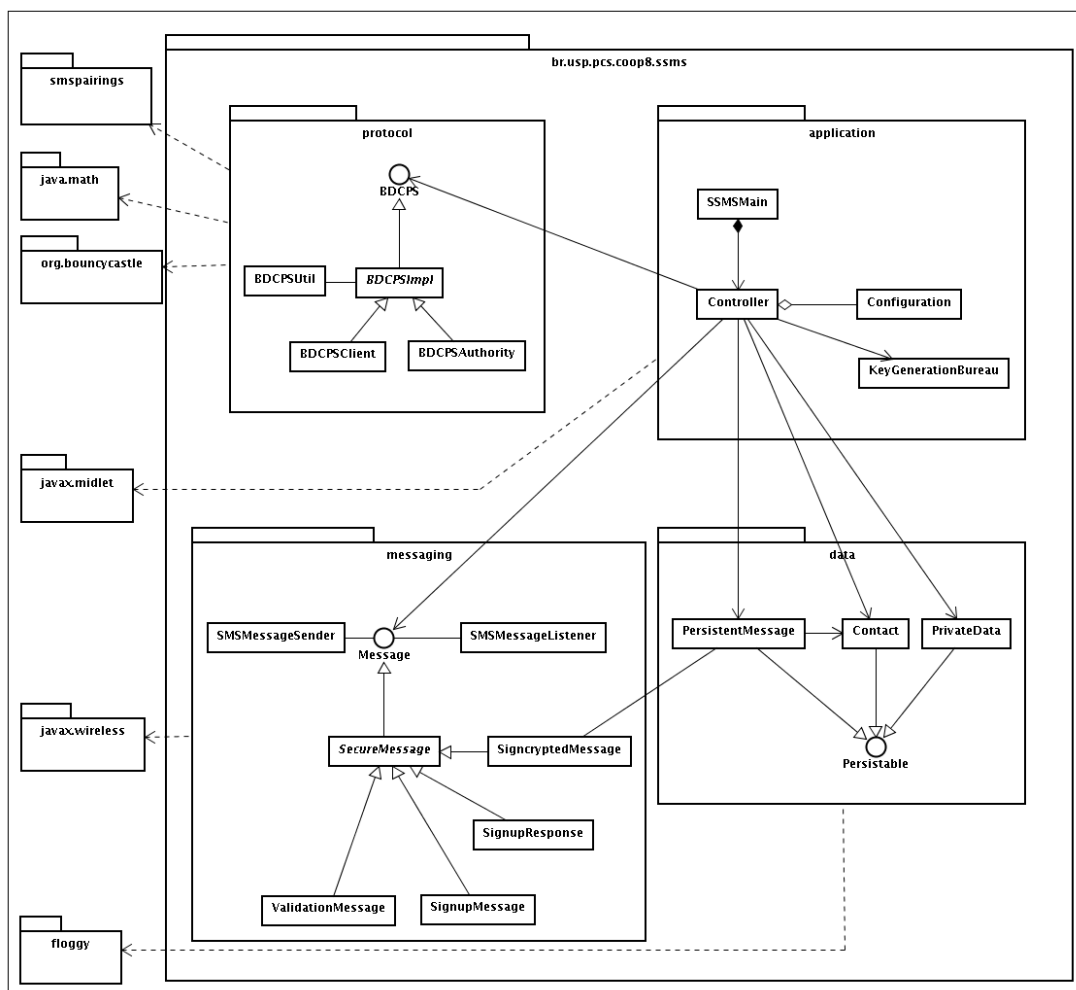 br.usp.pcs.coop8.ssms
smspairings
protocol
application
java.math
BDCPS
SSMSMain
org.bouncycastle
BDCPSUtil
BDCPSImpl
Controller
Configuration
BDCPSClient
BDCPSAuthority
KeyGenerationBureau
javax.midlet
messaging
data
SMSMessageSender
Message
SMSMessageListener
PersistentMessage
Contact
PrivateData
javax.wireless
SecureMessage
SigncryptedMessage
Persistable
SignupResponse
ValidationMessage
SignupMessage
floggy